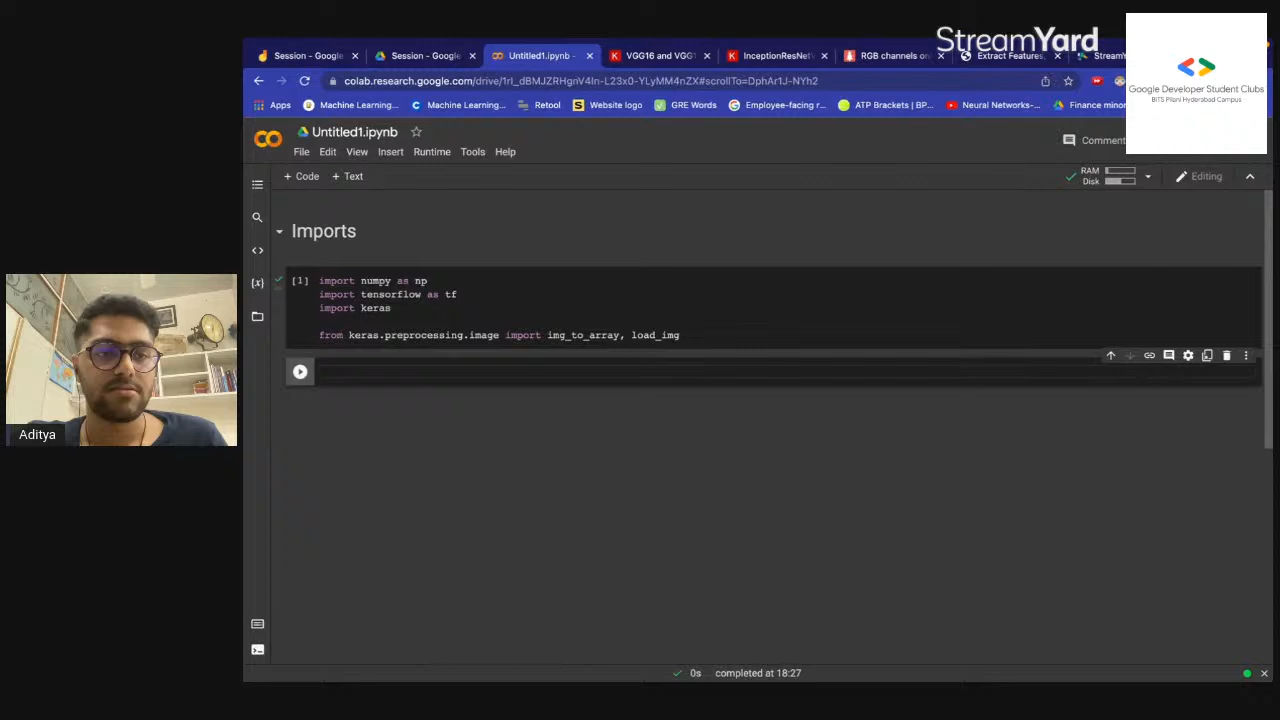 StreamYard
Google Developer Student Clubs
BITS Pilani Hyderabad Campus
Session - Google
Session - Google
Untitled1.ipynb -
VGG16 and VGG1
InceptionResNet
RGB channels on
Extract Features,
StreamYa
colab.research.google.com/drive/1rI_dBMJZRHgnV4In-L23x0-YLyMM4nZX#scrollTo=DphAr1J-NYh2
Apps
Machine Learning...
Machine Learning...
Retool
Website logo
GRE Words
Employee-facing r...
ATP Brackets | BP...
Neural Networks-...
Finance minor
Untitled1.ipynb
Comment
File Edit View Insert Runtime Tools Help
+ Code + Text
RAM
Disk
Editing
Imports
[1] import numpy as np
import tensorflow as tf
import keras
from keras.preprocessing.image import img_to_array, load_img
Aditya
0s completed at 18:27